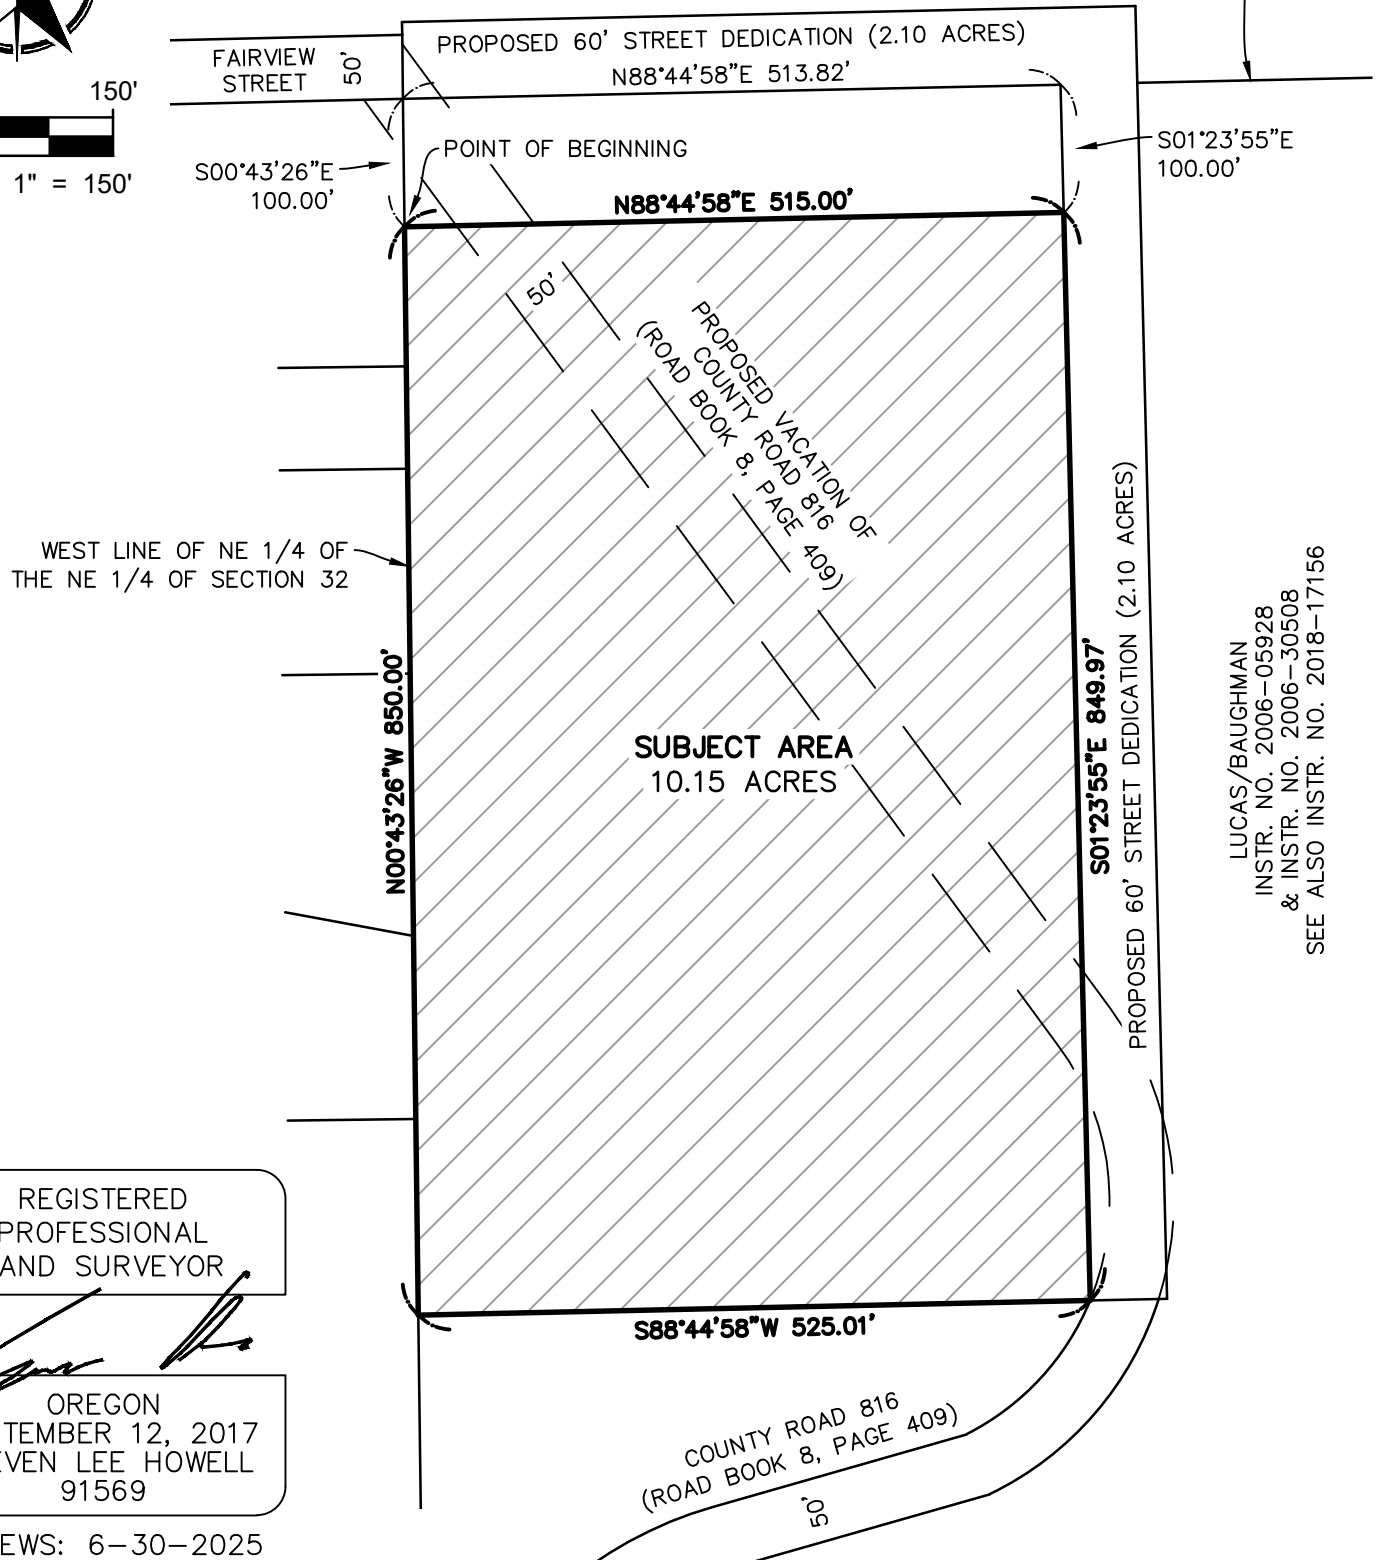 PROPOSED 60' STREET DEDICATION (2.10 ACRES)
FAIRVIEW
STREET
50'
N88°44'58"E 513.82'
150'
1" = 150'
S00°43'26"E
100.00'
POINT OF BEGINNING
S01°23'55"E
100.00'
N88°44'58"E 515.00'
50'
PROPOSED VACATION OF
COUNTY ROAD 816
(ROAD BOOK 8, PAGE 409)
WEST LINE OF NE 1/4 OF
THE NE 1/4 OF SECTION 32
N00°43'26"W 850.00'
SUBJECT AREA
10.15 ACRES
S01°23'55"E 849.97'
PROPOSED 60' STREET DEDICATION (2.10 ACRES)
LUCAS/BAUGHMAN
INSTR. NO. 2006-05928
& INSTR. NO. 2006-30508
SEE ALSO INSTR. NO. 2018-17156
S88°44'58"W 525.01'
COUNTY ROAD 816
(ROAD BOOK 8, PAGE 409)
50'
REGISTERED
PROFESSIONAL
AND SURVEYOR
OREGON
TEMBER 12, 2017
VEN LEE HOWELL
91569
EWS: 6-30-2025